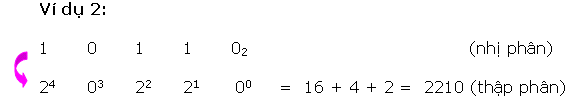 Ví dụ 2:
1 0 1 1 0₂ (nhị phân)
2⁴ 0³ 2² 2¹ 0⁰ = 16 + 4 + 2 = 2210 (thập phân)